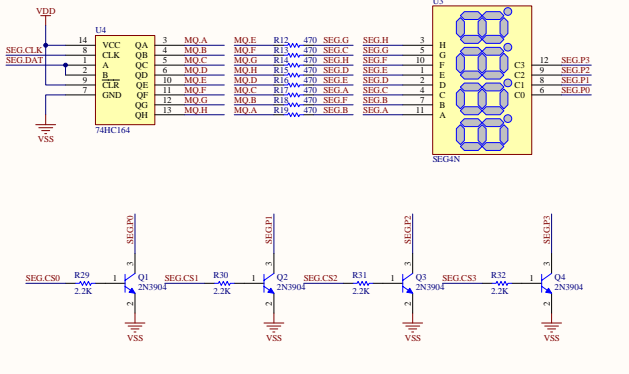 VDD
U4
U3
14 VCC QA 3 MQ.A MQ.E R12 470 SEG.G SEG.H 3 H
SEG.CLK 8 CLK QB 4 MQ.B MQ.F R13 470 SEG.C SEG.G 5 G
SEG.DAT 1 A QC 5 MQ.C MQ.G R14 470 SEG.H SEG.F 10 F C3 12 SEG.P3
2 B QD 6 MQ.D MQ.H R15 470 SEG.D SEG.E 1 E C2 9 SEG.P2
9 CLR QE 10 MQ.E MQ.D R16 470 SEG.E SEG.D 2 D C1 8 SEG.P1
7 GND QF 11 MQ.F MQ.C R17 470 SEG.A SEG.C 4 C C0 6 SEG.P0
QG 12 MQ.G MQ.B R18 470 SEG.F SEG.B 7 B
QH 13 MQ.H MQ.A R19 470 SEG.B SEG.A 11 A
74HC164
VSS
SEG4N
SEG.P0 SEG.P1 SEG.P2 SEG.P3
3 3 3 3
SEG.CS0 R29 1 Q1 SEG.CS1 R30 1 Q2 SEG.CS2 R31 1 Q3 SEG.CS3 R32 1 Q4
2.2K 2N3904 2.2K 2N3904 2.2K 2N3904 2.2K 2N3904
2 2 2 2
VSS VSS VSS VSS